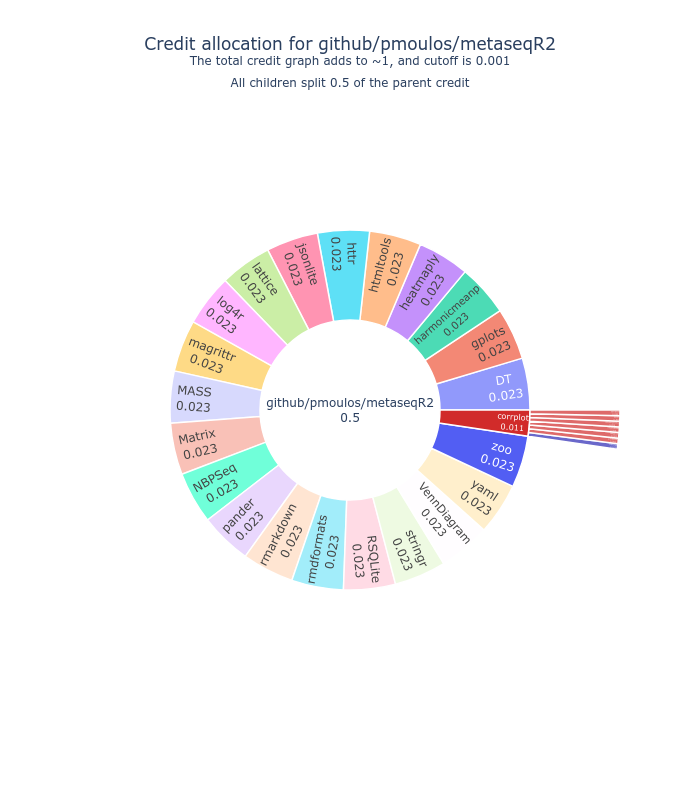 Credit allocation for github/pmoulos/metaseqR2
The total credit graph adds to ~1, and cutoff is 0.001
All children split 0.5 of the parent credit
github/pmoulos/metaseqR2
0.5
DT
0.023
gplots
0.023
harmonicmeanp
0.023
heatmaply
0.023
htmltools
0.023
httr
0.023
jsonlite
0.023
lattice
0.023
log4r
0.023
magrittr
0.023
MASS
0.023
Matrix
0.023
NBPSeq
0.023
pander
0.023
rmarkdown
0.023
rmdformats
0.023
RSQLite
0.023
stringr
0.023
VennDiagram
0.023
yaml
0.023
zoo
0.023
corrplot
0.011